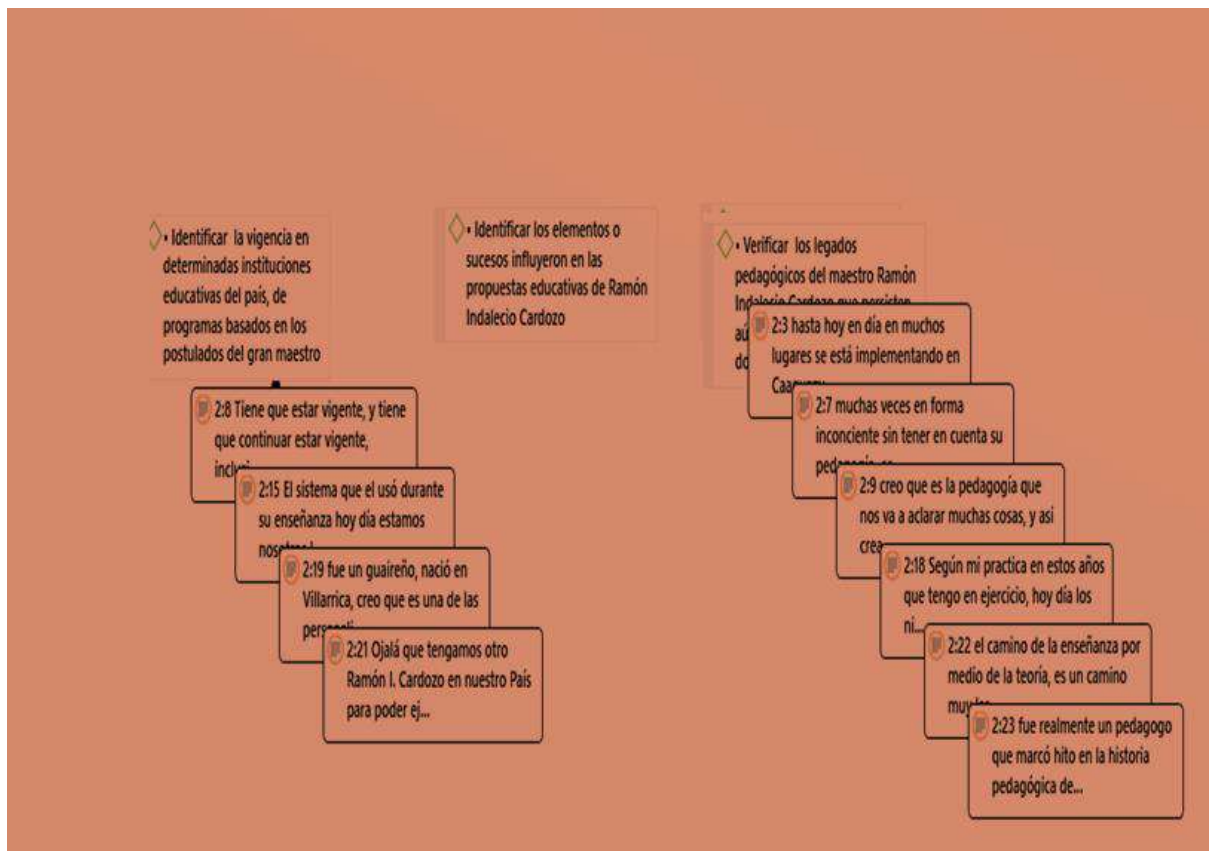 • Identificar la vigencia en
determinadas instituciones
educativas del país, de
programas basados en los
postulados del gran maestro
2:8 Tiene que estar vigente, y tiene
que continuar estar vigente,
2:15 El sistema que el usó durante
su enseñanza hoy dia estamos
2:19 fue un guaireño, nació en
Villarrica, creo que es una de las
2:21 Ojalá que tengamos otro
Ramón I. Cardozo en nuestro País
para poder ej...
• Identificar los elementos o
sucesos influyeron en las
propuestas educativas de Ramón
Indalecio Cardozo
• Verificar los legados
pedagógicos del maestro Ramón
Indalecio Cardozo que persisten
2:3 hasta hoy en día en muchos
lugares se está implementando en
2:7 muchas veces en forma
inconciente sin tener en cuenta su
2:9 creo que es la pedagogía que
nos va a aclarar muchas cosas, y asi
crea
2:18 Según mi practica en estos años
que tengo en ejercicio, hoy día los
ni...
2:22 el camino de la enseñanza por
medio de la teoría, es un camino
muy
2:23 fue realmente un pedagogo
que marcó hito en la historia
pedagógica de...